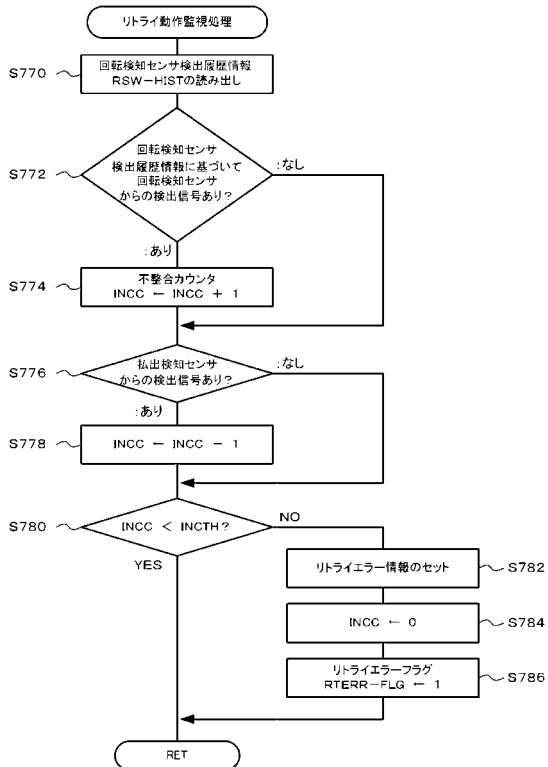 リトライ動作監視処理
S770
回転検知センサ検出履歴情報
RSW-HISTの読み出し
S772
回転検知センサ
検出履歴情報に基づいて
回転検知センサ
からの検出信号あり?
:なし
:あり
S774
不整合カウンタ
INCC ← INCC + 1
S776
払出検知センサ
からの検出信号あり?
:なし
:あり
S778
INCC ← INCC - 1
S780
INCC < INCTH?
NO
YES
リトライエラー情報のセット
S782
INCC ← 0
S784
リトライエラーフラグ
RTERR-FLG ← 1
S786
RET